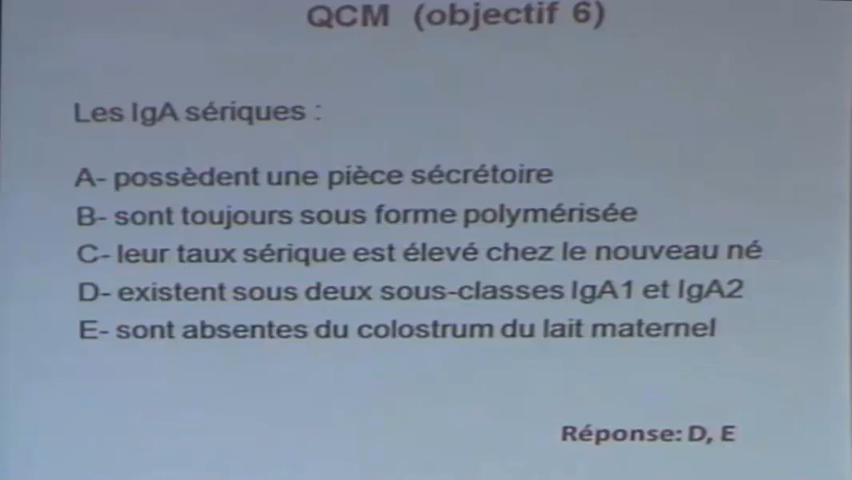 QCM (objectif 6)
Les IgA sériques :
A- possèdent une pièce sécrétoire
B- sont toujours sous forme polymérisée
C- leur taux sérique est élevé chez le nouveau né
D- existent sous deux sous-classes IgA1 et IgA2
E- sont absentes du colostrum du lait maternel
Réponse: D, E